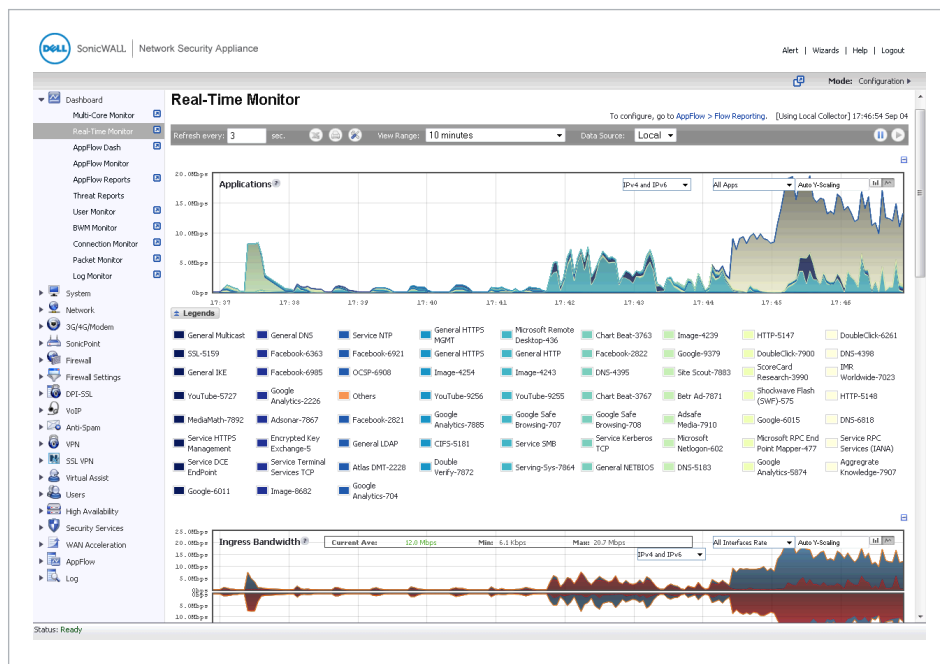 DELL SonicWALL | Network Security Appliance
Alert | Wizards | Help | Logout
Mode: Configuration
Dashboard
Multi-Core Monitor
Real-Time Monitor
AppFlow Dash
AppFlow Monitor
AppFlow Reports
Threat Reports
User Monitor
BWM Monitor
Connection Monitor
Packet Monitor
Log Monitor
System
Network
3G/4G/Modem
SonicPoint
Firewall
Firewall Settings
DPI-SSL
VoIP
Anti-Spam
VPN
SSL VPN
Virtual Assist
Users
High Availability
Security Services
WAN Acceleration
AppFlow
Log
Real-Time Monitor
To configure, go to AppFlow > Flow Reporting. [Using Local Collector] 17:46:54 Sep 04
Refresh every: 3 sec. View Range: 10 minutes Data Source: Local
Applications IPv4 and IPv6 All Apps Auto Y-Scaling
20.0Mbps
15.0Mbps
10.0Mbps
5.0Mbps
0bps
17:37 17:38 17:39 17:40 17:41 17:42 17:43 17:44 17:45 17:46
Legends
General Multicast General DNS Service NTP General HTTPS MGMT Microsoft Remote Desktop-436 Chart Beat-3763 Image-4239 HTTP-5147 DoubleClick-6261
SSL-5159 Facebook-6363 Facebook-6921 General HTTPS General HTTP Facebook-2822 Google-9379 DoubleClick-7900 DNS-4398
General IKE Facebook-6985 OCSP-6908 Image-4254 Image-4243 DNS-4395 Site Scout-7883 ScoreCard Research-3990 IMR Worldwide-7023
YouTube-5727 Google Analytics-2226 Others YouTube-9256 YouTube-9255 Chart Beat-3767 Betr Ad-7871 Shockwave Flash (SWF)-575 HTTP-5148
MediaMath-7892 Adsonar-7867 Facebook-2821 Google Analytics-7885 Google Safe Browsing-707 Google Safe Browsing-708 Adsafe Media-7910 Google-6015 DNS-6818
Service HTTPS Management Encrypted Key Exchange-5 General LDAP CIFS-5181 Service SMB Service Kerberos TCP Microsoft Netlogon-602 Microsoft RPC End Point Mapper-477 Service RPC Services (IANA)
Service DCE EndPoint Service Terminal Services TCP Atlas DMT-2228 Double Verify-7872 Serving-Sys-7864 General NETBIOS DNS-5183 Google Analytics-5874 Aggregrate Knowledge-7907
Google-6011 Image-8682 Google Analytics-704
Ingress Bandwidth Current Ave: 12.0 Mbps Min: 6.1 Kbps Max: 20.7 Mbps All Interfaces Rate Auto Y-Scaling
IPv4 and IPv6
25.0Mbps
20.0Mbps
15.0Mbps
10.0Mbps
5.0Mbps
0bps
5.0Mbps
10.0Mbps
Status: Ready